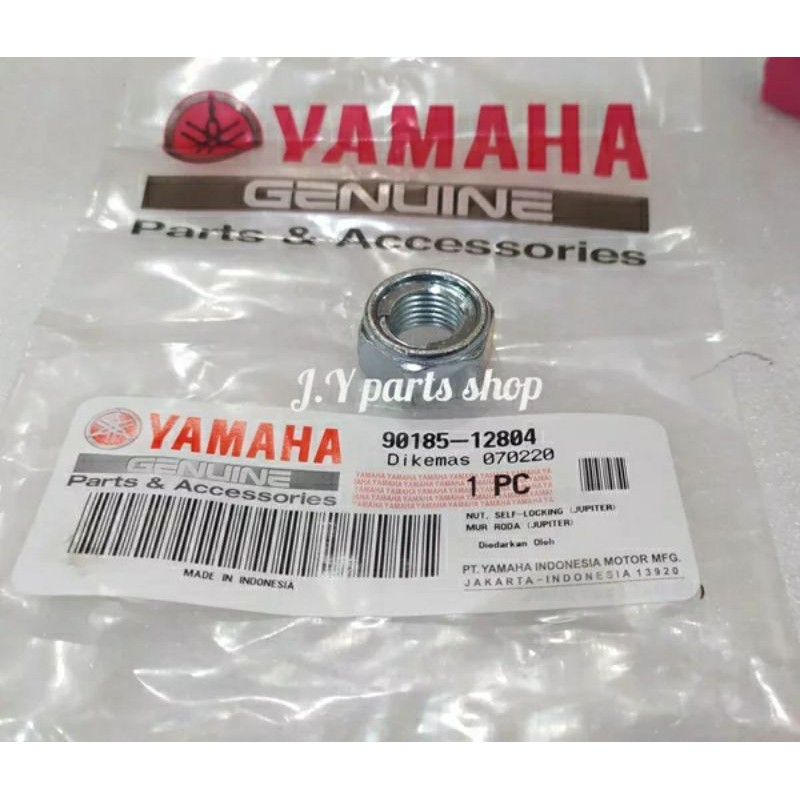 YAMAHA
GENUINE
Parts & Accessories
J.Y parts shop
YAMAHA
GENUINE
Parts & Accessories
MADE IN INDONESIA
90185-12804
Dikemas 070220
1 PC
NUT, SELF-LOCKING (JUPITER)
MUR RODA (JUPITER)
Diedarkan Oleh
PT. YAMAHA INDONESIA MOTOR MFG.
JAKARTA-INDONESIA 13920